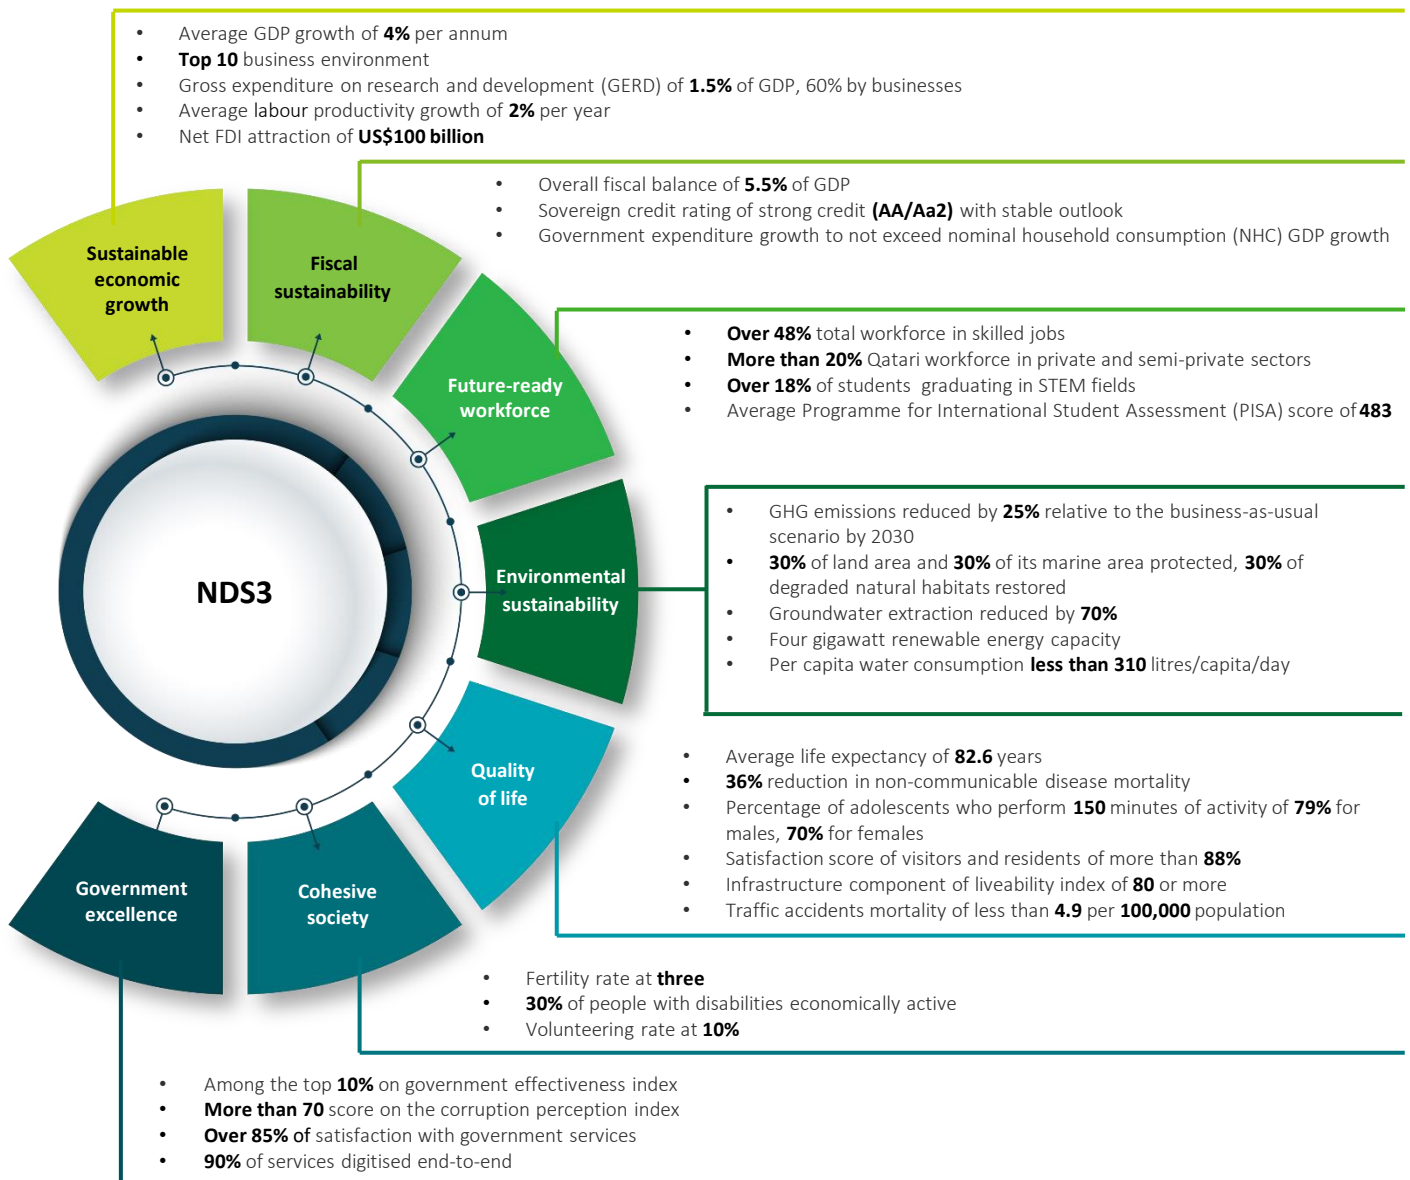 • Average GDP growth of 4% per annum
• Top 10 business environment
• Gross expenditure on research and development (GERD) of 1.5% of GDP, 60% by businesses
• Average labour productivity growth of 2% per year
• Net FDI attraction of US$100 billion
Sustainable
economic
growth
• Overall fiscal balance of 5.5% of GDP
• Sovereign credit rating of strong credit (AA/Aa2) with stable outlook
• Government expenditure growth to not exceed nominal household consumption (NHC) GDP growth
Fiscal
sustainability
• Over 48% total workforce in skilled jobs
• More than 20% Qatari workforce in private and semi-private sectors
• Over 18% of students graduating in STEM fields
• Average Programme for International Student Assessment (PISA) score of 483
Future-ready
workforce
• GHG emissions reduced by 25% relative to the business-as-usual
scenario by 2030
• 30% of land area and 30% of its marine area protected, 30% of
degraded natural habitats restored
• Groundwater extraction reduced by 70%
• Four gigawatt renewable energy capacity
• Per capita water consumption less than 310 litres/capita/day
Environmental
sustainability
NDS3
• Average life expectancy of 82.6 years
• 36% reduction in non-communicable disease mortality
• Percentage of adolescents who perform 150 minutes of activity of 79% for
males, 70% for females
• Satisfaction score of visitors and residents of more than 88%
• Infrastructure component of liveability index of 80 or more
• Traffic accidents mortality of less than 4.9 per 100,000 population
Quality
of life
Cohesive
society
• Fertility rate at three
• 30% of people with disabilities economically active
• Volunteering rate at 10%
Government
excellence
• Among the top 10% on government effectiveness index
• More than 70 score on the corruption perception index
• Over 85% of satisfaction with government services
• 90% of services digitised end-to-end